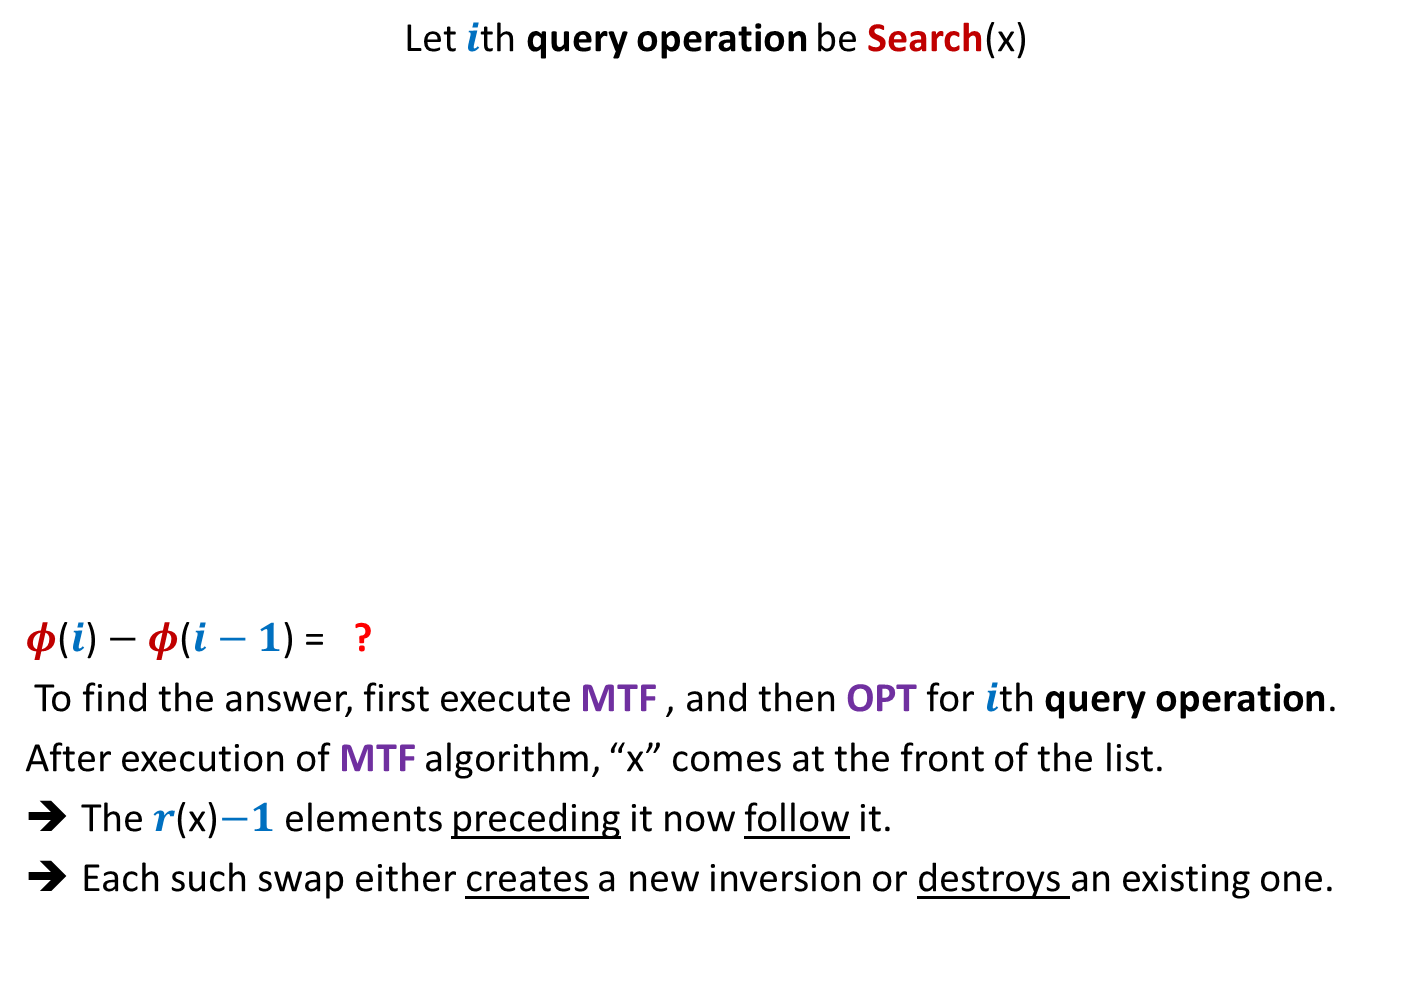 Let 𝒊th query operation be Search(x)
𝝓(𝒊) − 𝝓(𝒊 − 𝟏) = ?
To find the answer, first execute MTF , and then OPT for 𝒊th query operation.
After execution of MTF algorithm, “x” comes at the front of the list.
➔ The 𝒓(x)−𝟏 elements preceding it now follow it.
➔ Each such swap either creates a new inversion or destroys an existing one.